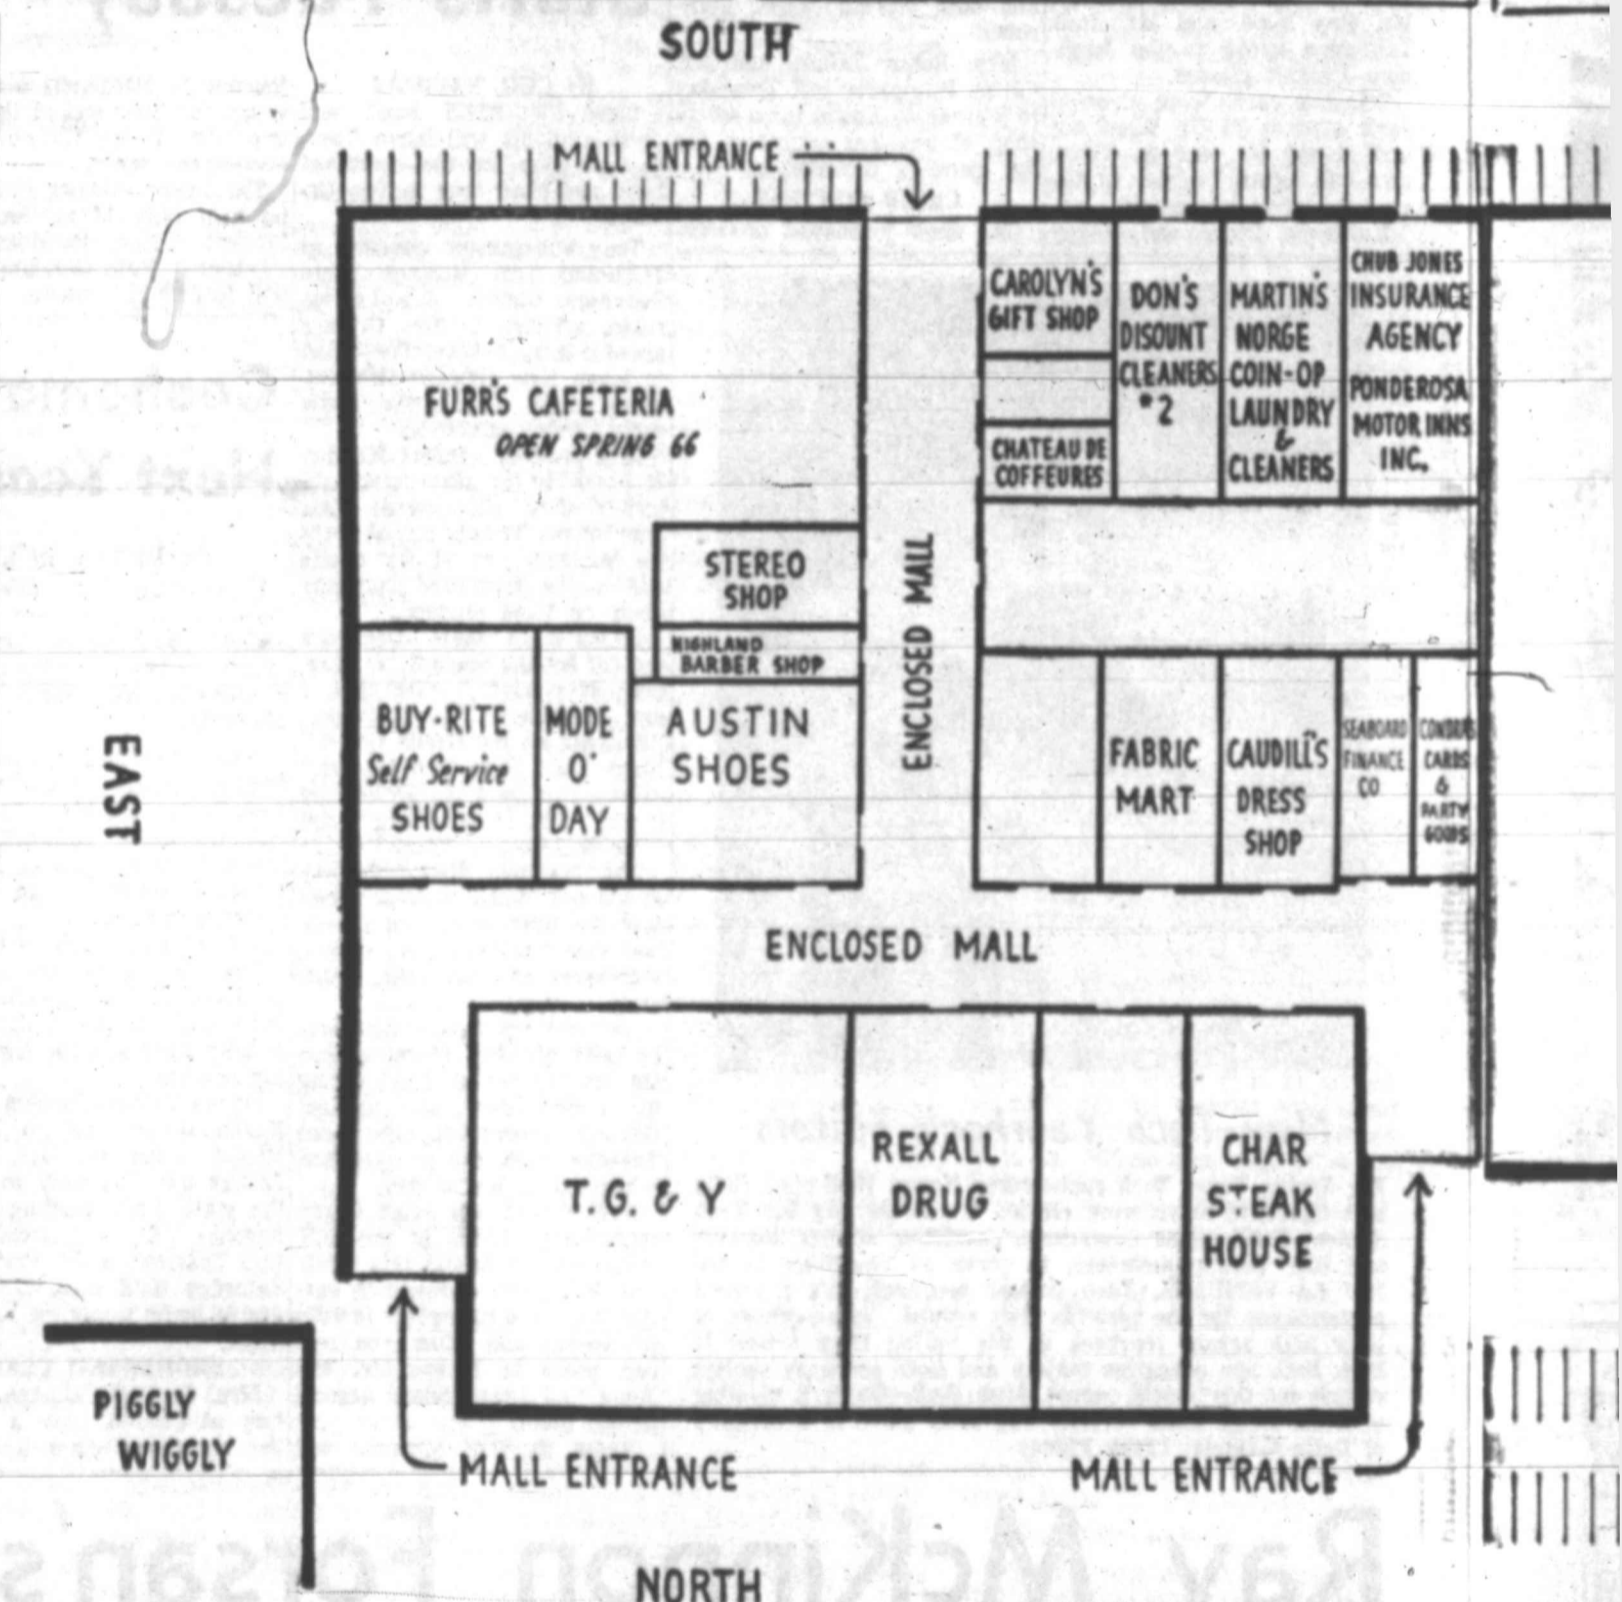 SOUTH
MALL ENTRANCE
CAROLYN'S
GIFT SHOP
CHATEAU DE
COFFEURES
DON'S
DISOUNT
CLEANERS
#2
MARTIN'S
NORGE
COIN-OP
LAUNDRY
&
CLEANERS
CHUB JONES
INSURANCE
AGENCY
PONDEROSA
MOTOR INNS
INC.
FURR'S CAFETERIA
OPEN SPRING 66
STEREO
SHOP
HIGHLAND
BARBER SHOP
ENCLOSED MALL
EAST
BUY-RITE
Self Service
SHOES
MODE
O'
DAY
AUSTIN
SHOES
FABRIC
MART
CAUDILL'S
DRESS
SHOP
SEABOARD
FINANCE
CO
CARDS
&
PARTY
GOODS
ENCLOSED MALL
T.G. & Y
REXALL
DRUG
CHAR
STEAK
HOUSE
PIGGLY
WIGGLY
MALL ENTRANCE
MALL ENTRANCE
NORTH